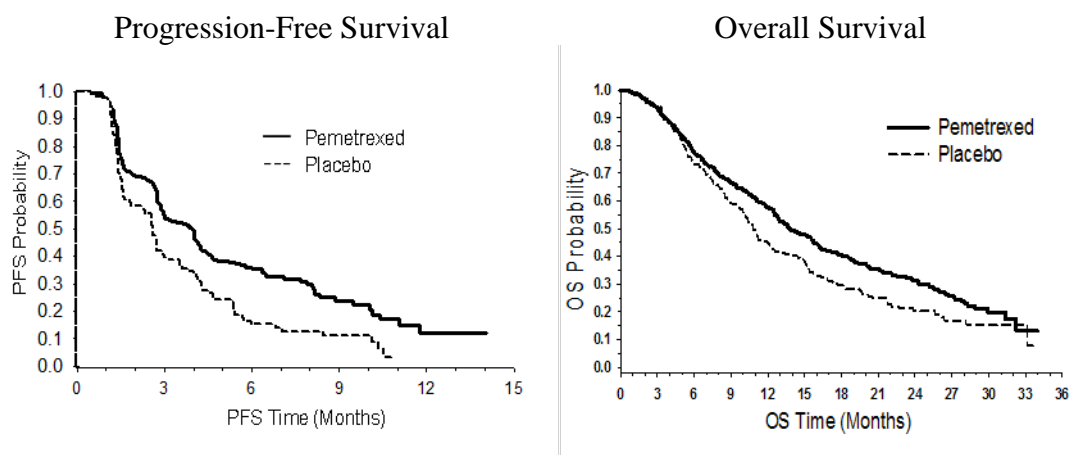 Progression-Free Survival
Overall Survival
PFS Probability
1.0
0.9
0.8
0.7
0.6
0.5
0.4
0.3
0.2
0.1
0.0
Pemetrexed
Placebo
0 3 6 9 12 15
PFS Time (Months)
OS Probability
1.0
0.9
0.8
0.7
0.6
0.5
0.4
0.3
0.2
0.1
0.0
Pemetrexed
Placebo
0 3 6 9 12 15 18 21 24 27 30 33 36
OS Time (Months)